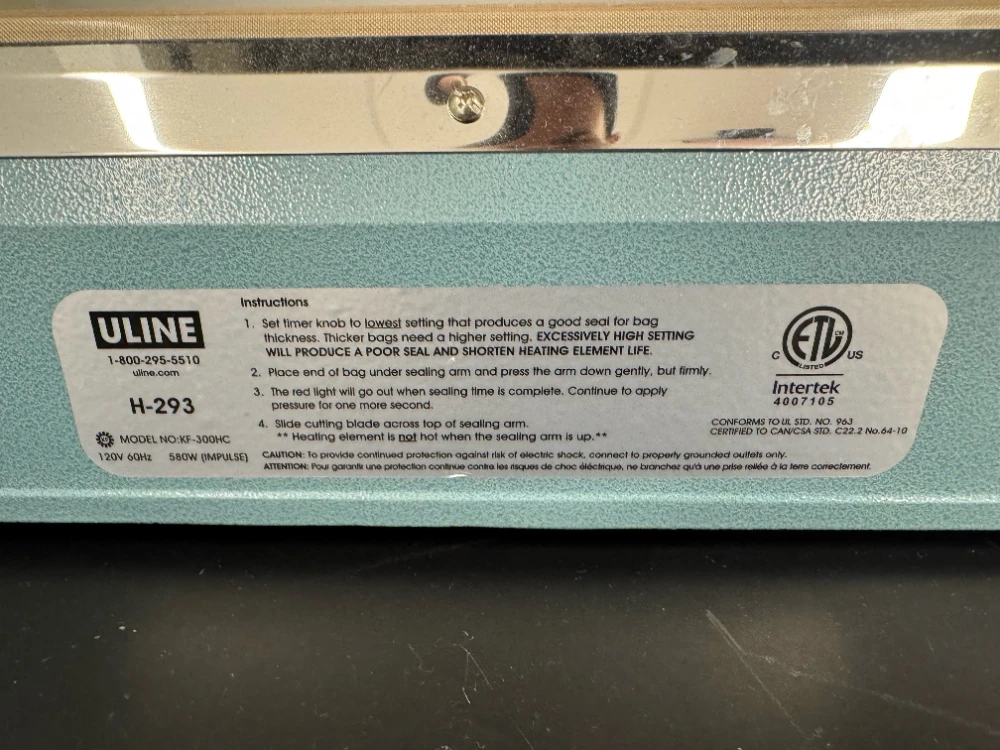 ULINE
1-800-295-5510
uline.com
H-293
MODEL NO:KF-300HC
120V 60Hz 580W (IMPULSE)
Instructions
1. Set timer knob to lowest setting that produces a good seal for bag
thickness. Thicker bags need a higher setting. EXCESSIVELY HIGH SETTING
WILL PRODUCE A POOR SEAL AND SHORTEN HEATING ELEMENT LIFE.
2. Place end of bag under sealing arm and press the arm down gently, but firmly.
3. The red light will go out when sealing time is complete. Continue to apply
pressure for one more second.
4. Slide cutting blade across top of sealing arm.
** Heating element is not hot when the sealing arm is up.**
CAUTION: To provide continued protection against risk of electric shock, connect to properly grounded outlets only.
ATTENTION: Pour garantir une protection continue contre les risques de choc éléctrique, ne branchez qu'à une prise reliée à la terre correctement.
ETL CM
LISTED
C US
Intertek
4007105
CONFORMS TO UL STD. NO. 963
CERTIFIED TO CAN/CSA STD. C22.2 No.64-10